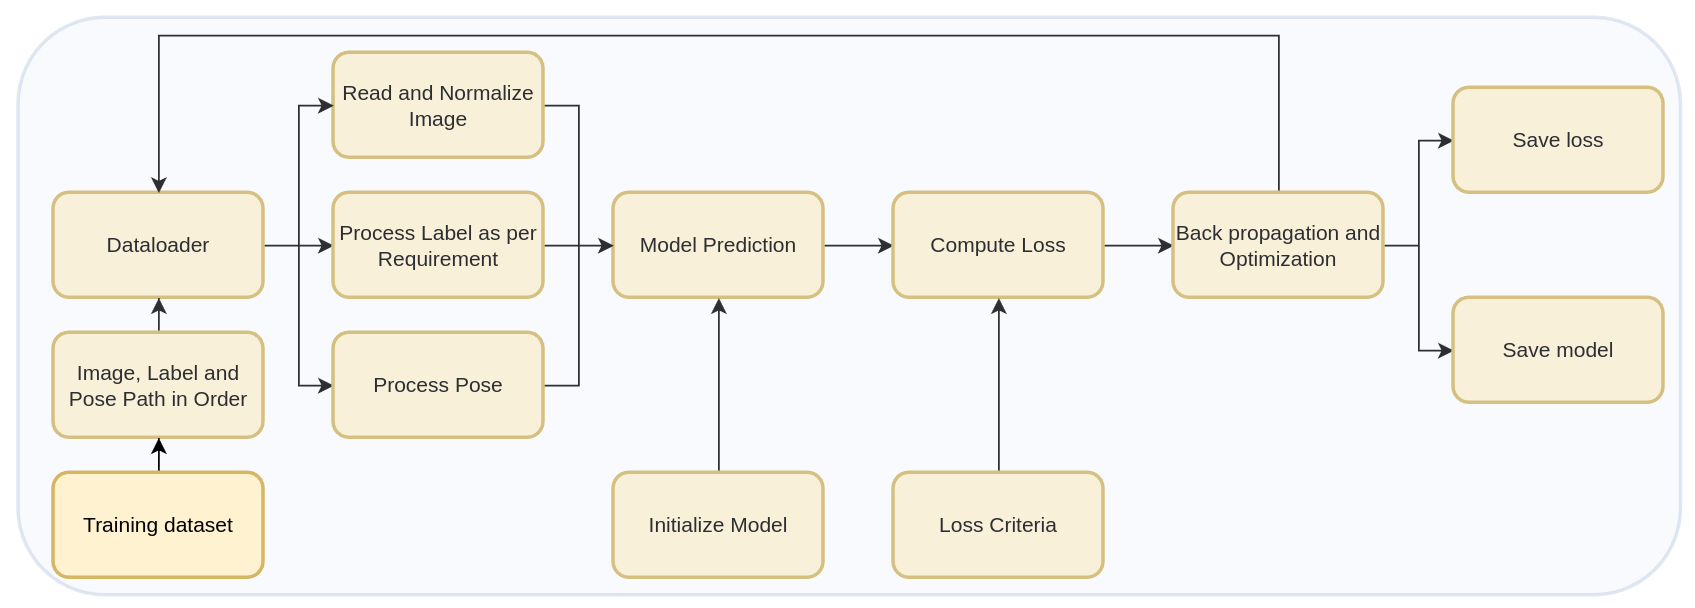 Read and Normalize
Image
Save loss
Dataloader
Process Label as per
Requirement
Model Prediction
Compute Loss
Back propagation and
Optimization
Image, Label and
Pose Path in Order
Process Pose
Save model
Training dataset
Initialize Model
Loss Criteria